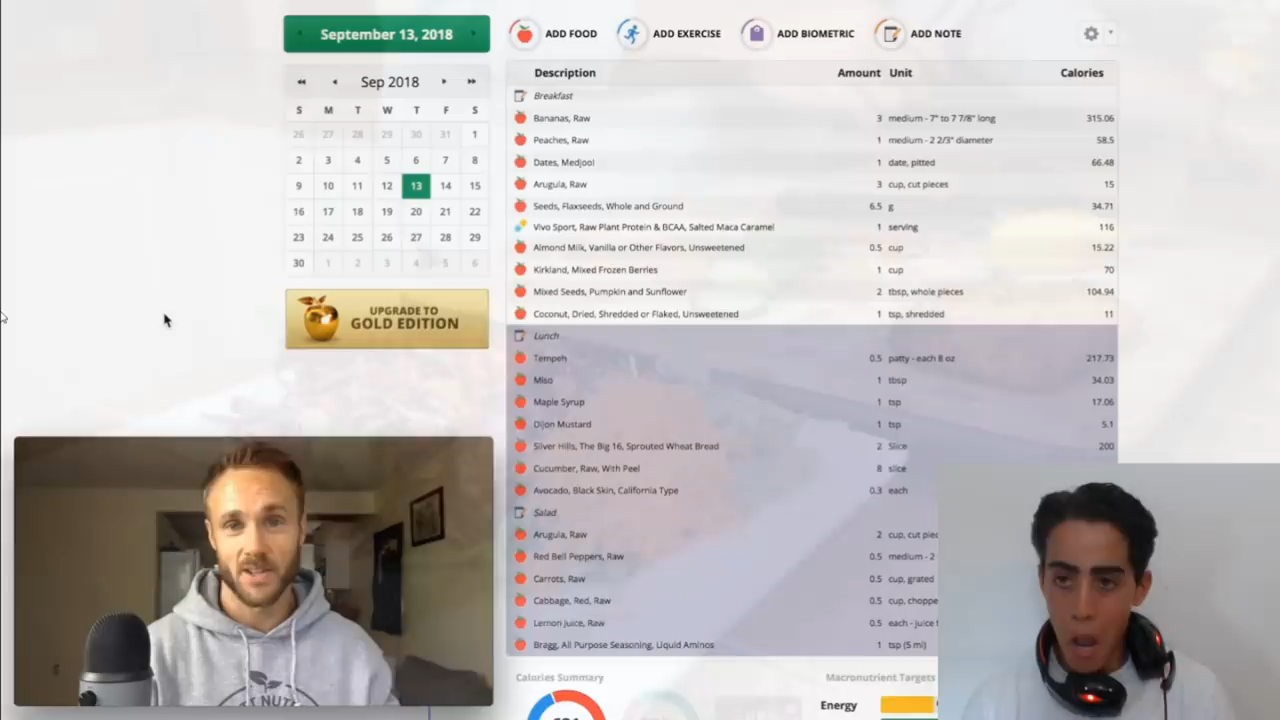 September 13, 2018
ADD FOOD ADD EXERCISE ADD BIOMETRIC ADD NOTE
Sep 2018
S M T W T F S
26 27 28 29 30 31 1
2 3 4 5 6 7 8
9 10 11 12 13 14 15
16 17 18 19 20 21 22
23 24 25 26 27 28 29
30 1 2 3 4 5 6
UPGRADE TO
GOLD EDITION
Description Amount Unit Calories
Breakfast
Bananas, Raw 3 medium - 7" to 7 7/8" long 315.06
Peaches, Raw 1 medium - 2 2/3" diameter 58.5
Dates, Medjool 1 date, pitted 66.48
Arugula, Raw 3 cup, cut pieces 15
Seeds, Flaxseeds, Whole and Ground 6.5 g 34.71
Vivo Sport, Raw Plant Protein & BCAA, Salted Maca Caramel 1 serving 116
Almond Milk, Vanilla or Other Flavors, Unsweetened 0.5 cup 15.22
Kirkland, Mixed Frozen Berries 1 cup 70
Mixed Seeds, Pumpkin and Sunflower 2 tbsp, whole pieces 104.94
Coconut, Dried, Shredded or Flaked, Unsweetened 1 tsp, shredded 11
Lunch
Tempeh 0.5 patty - each 8 oz 217.73
Miso 1 tbsp 34.03
Maple Syrup 1 tsp 17.06
Dijon Mustard 1 tsp 5.1
Silver Hills, The Big 16, Sprouted Wheat Bread 2 Slice 200
Cucumber, Raw, With Peel 8 slice
Avocado, Black Skin, California Type 0.3 each
Salad
Arugula, Raw 2 cup, cut piec
Red Bell Peppers, Raw 0.5 medium - 2
Carrots, Raw 0.5 cup, grated
Cabbage, Red, Raw 0.5 cup, choppe
Lemon Juice, Raw 0.5 each - juice
Bragg, All Purpose Seasoning, Liquid Aminos 1 tsp (5 ml)
Calories Summary Macronutrient Targets
Energy